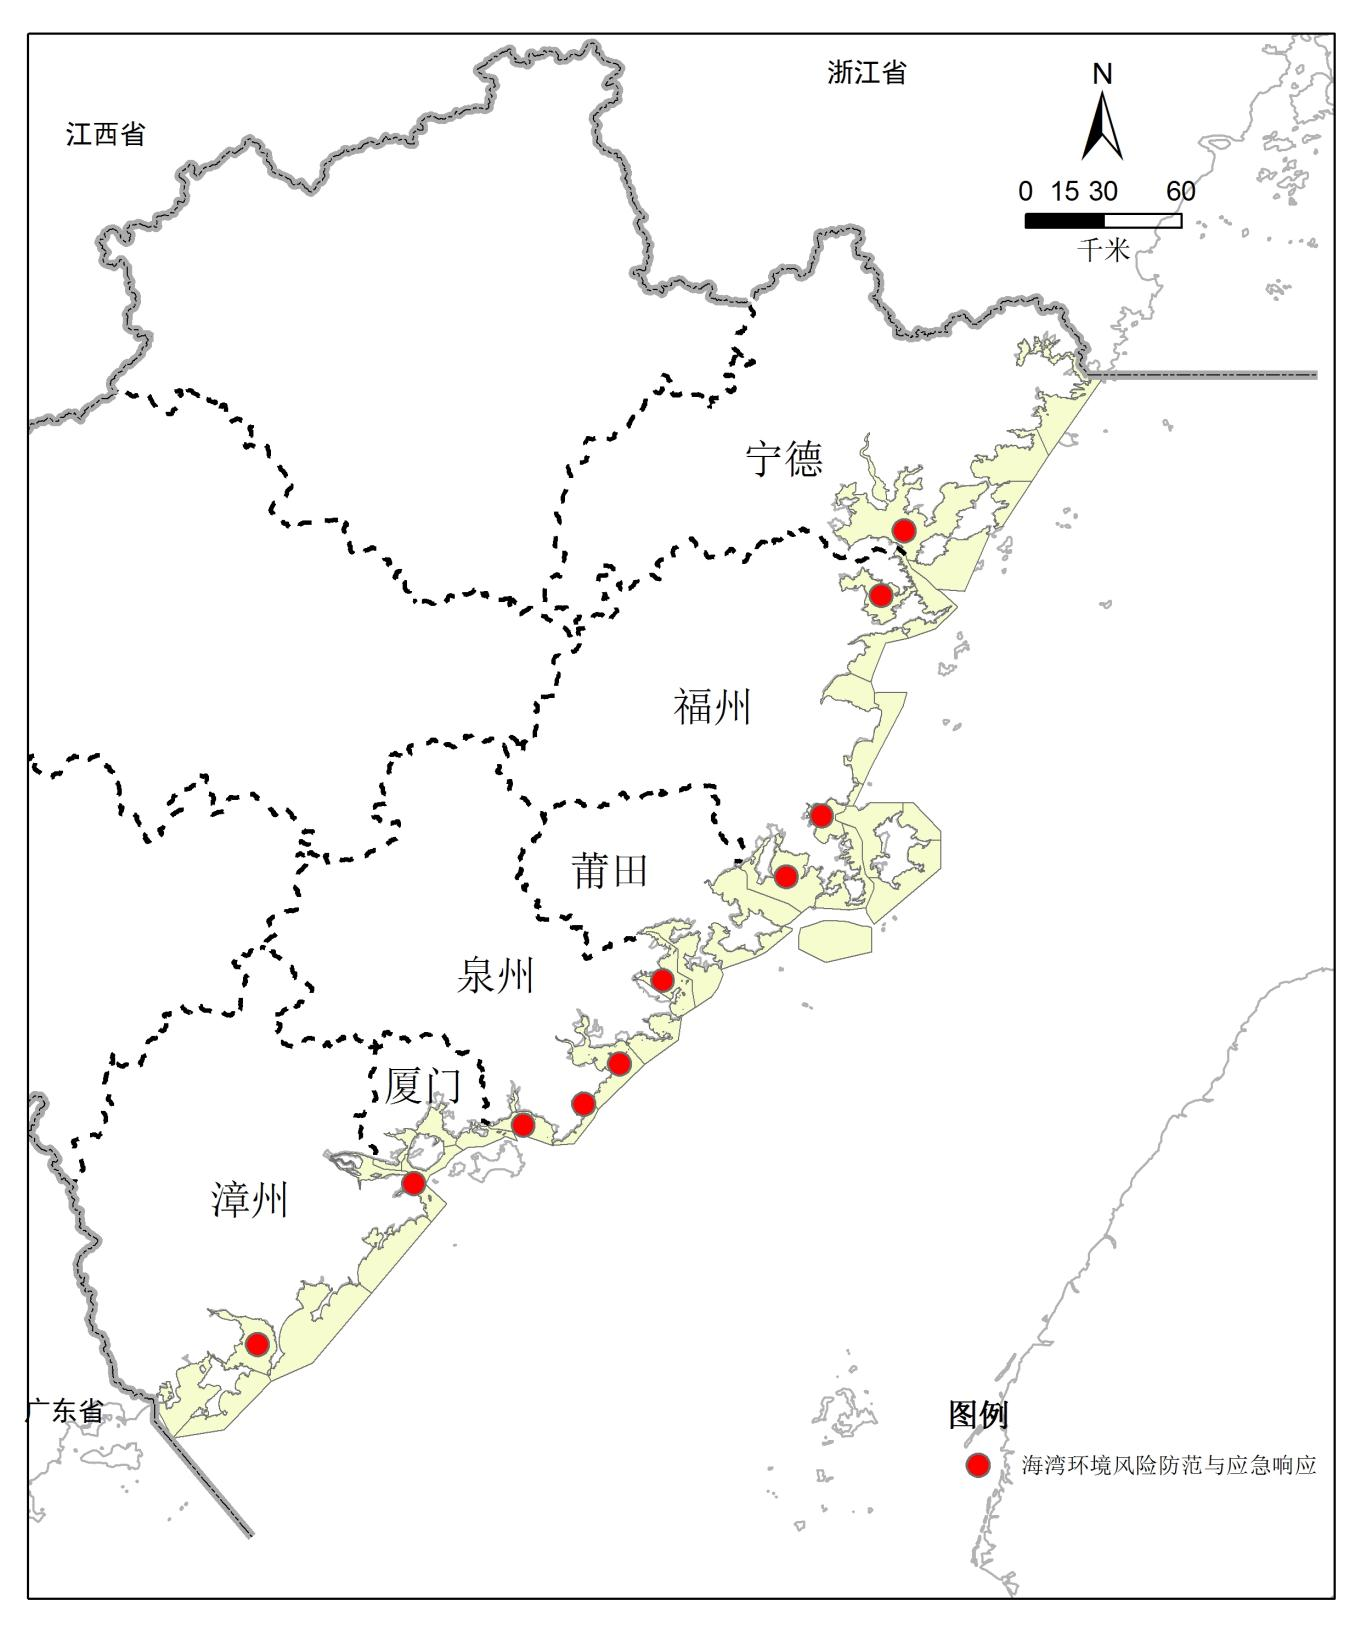 浙江省
N
江西省
0 15 30 60
千米
宁德
福州
莆田
泉州
厦门
漳州
广东省
图例
海湾环境风险防范与应急响应